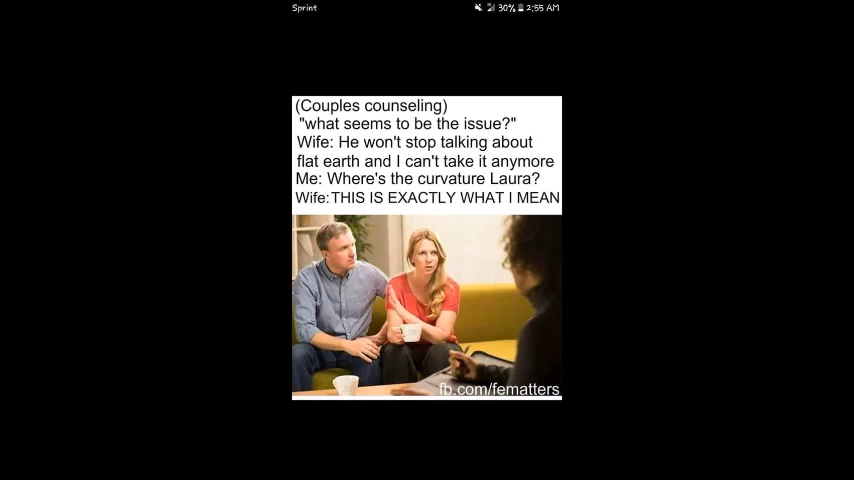 Sprint 30% 2:55 AM
(Couples counseling)
"what seems to be the issue?"
Wife: He won't stop talking about
flat earth and I can't take it anymore
Me: Where's the curvature Laura?
Wife: THIS IS EXACTLY WHAT I MEAN
fb.com/fematters